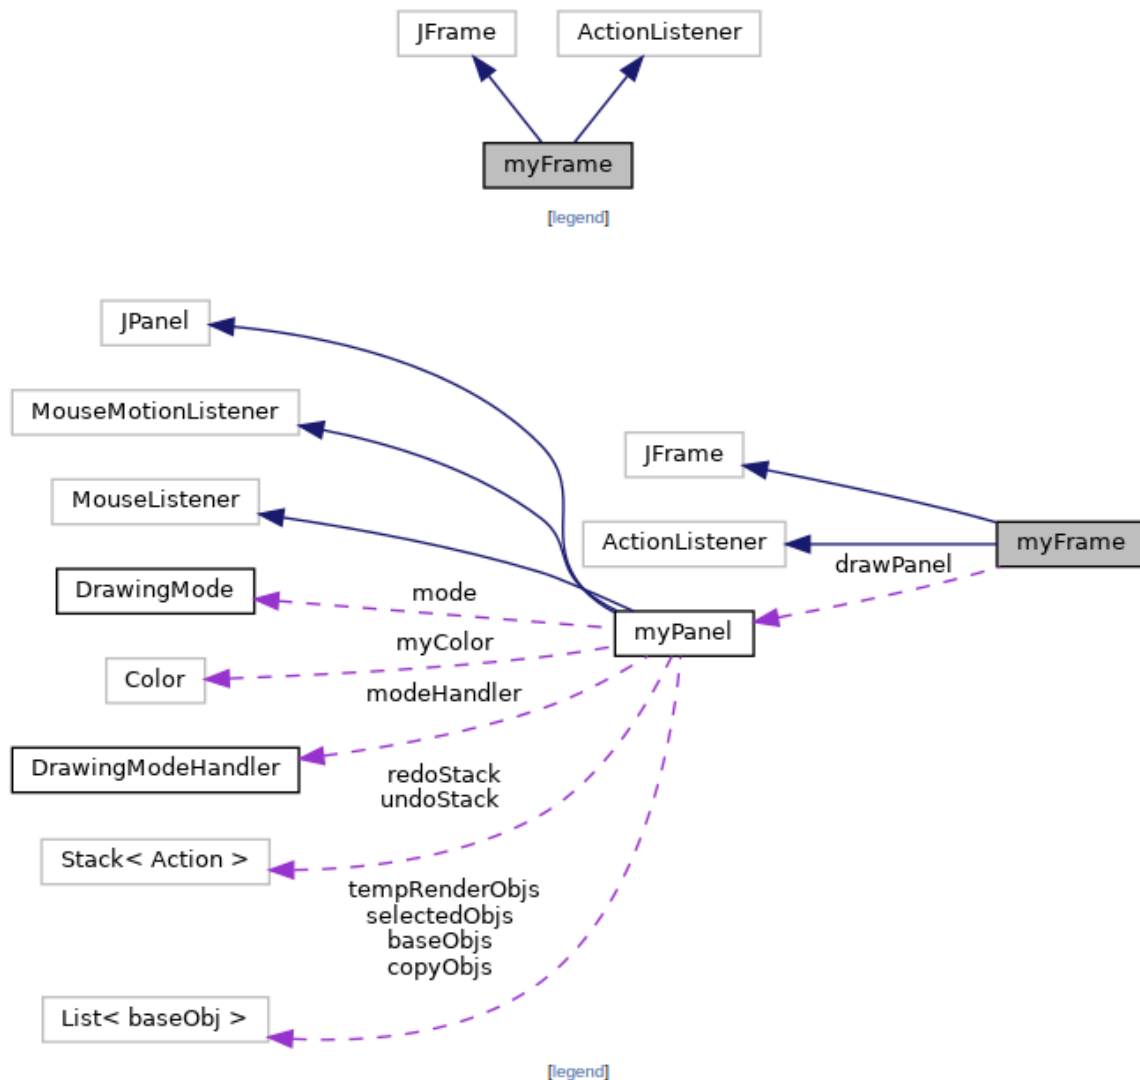 JFrame
ActionListener
myFrame
[legend]
JPanel
MouseMotionListener
JFrame
MouseListener
ActionListener
myFrame
drawPanel
DrawingMode
mode
myPanel
myColor
Color
modeHandler
DrawingModeHandler
redoStack
undoStack
Stack< Action >
tempRenderObjs
selectedObjs
baseObjs
copyObjs
List< baseObj >
[legend]